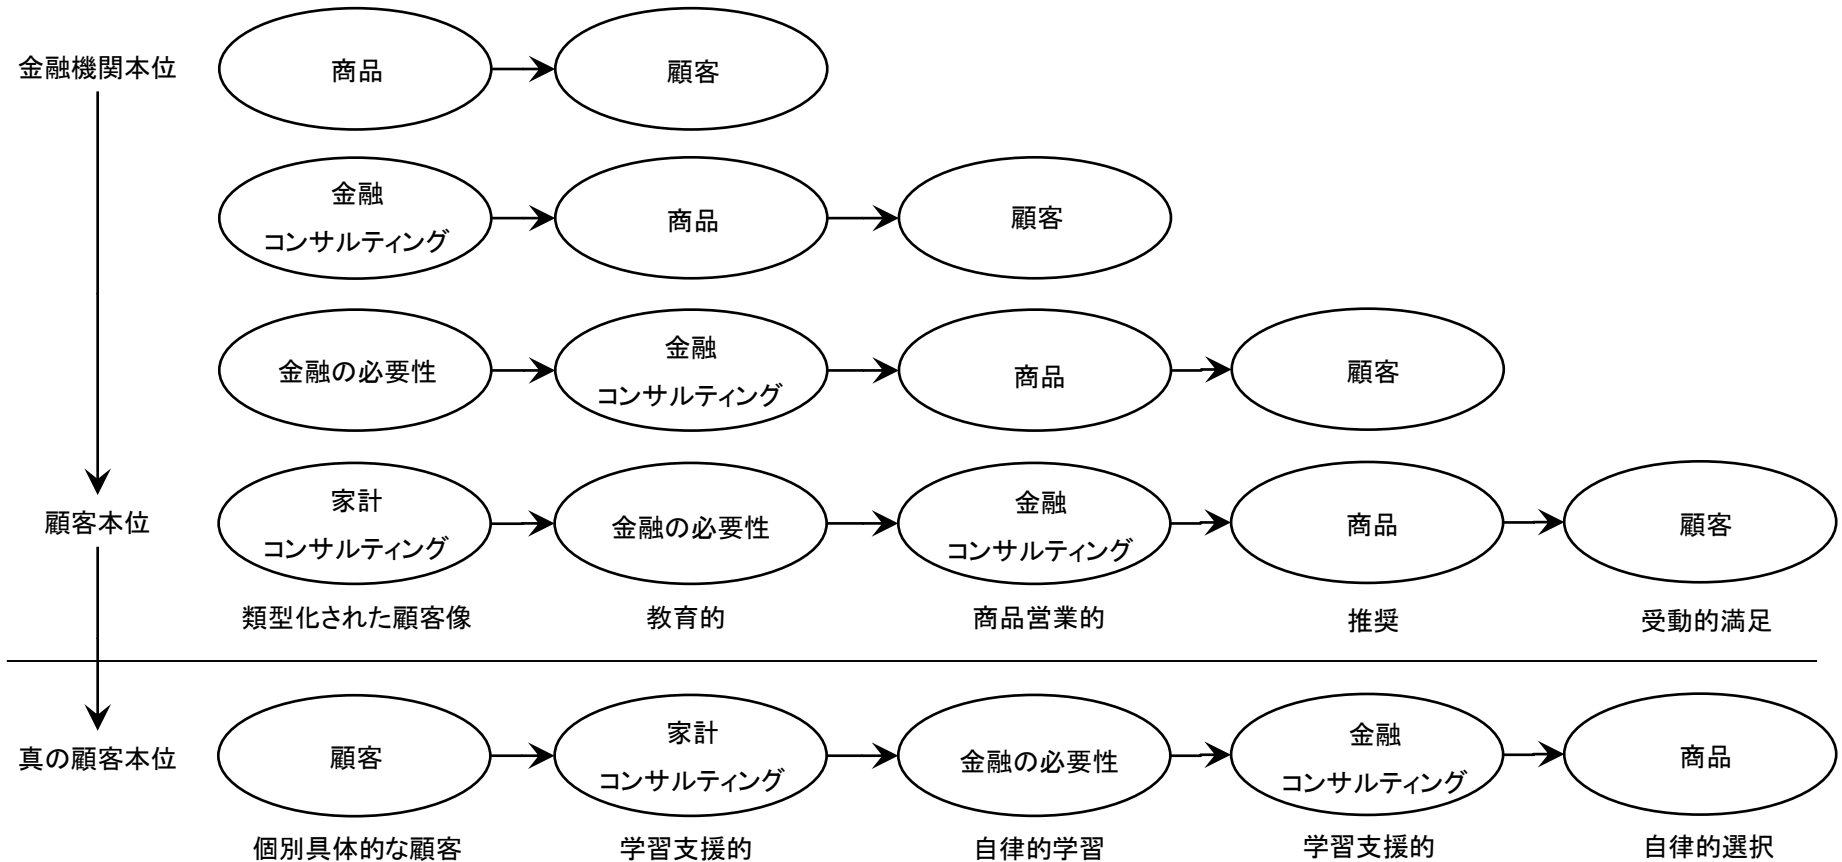 金融機関本位
商品
顧客
金融
コンサルティング
商品
顧客
金融の必要性
金融
コンサルティング
商品
顧客
顧客本位
家計
コンサルティング
金融の必要性
金融
コンサルティング
商品
顧客
類型化された顧客像
教育的
商品営業的
推奨
受動的満足
真の顧客本位
顧客
家計
コンサルティング
金融の必要性
金融
コンサルティング
商品
個別具体的な顧客
学習支援的
自律的学習
学習支援的
自律的選択